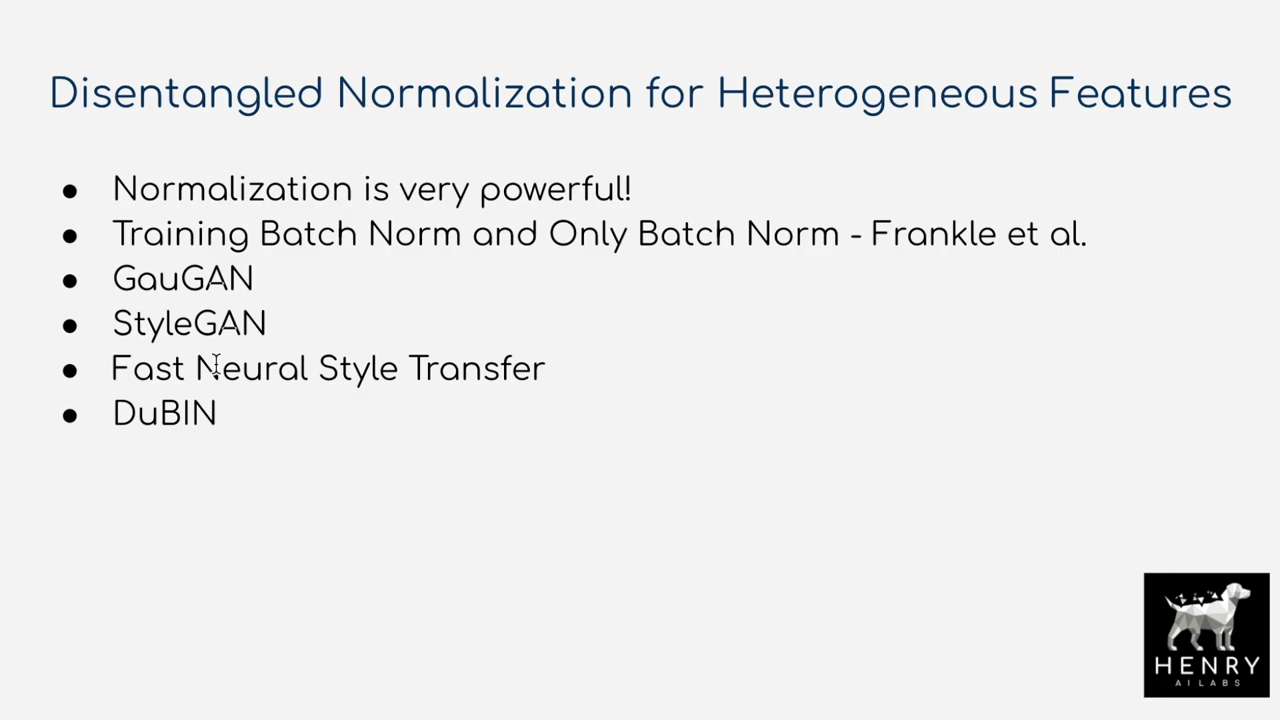 Disentangled Normalization for Heterogeneous Features
● Normalization is very powerful!
● Training Batch Norm and Only Batch Norm - Frankle et al.
● GauGAN
● StyleGAN
● Fast Neural Style Transfer
● DuBIN
HENRY
AI LABS